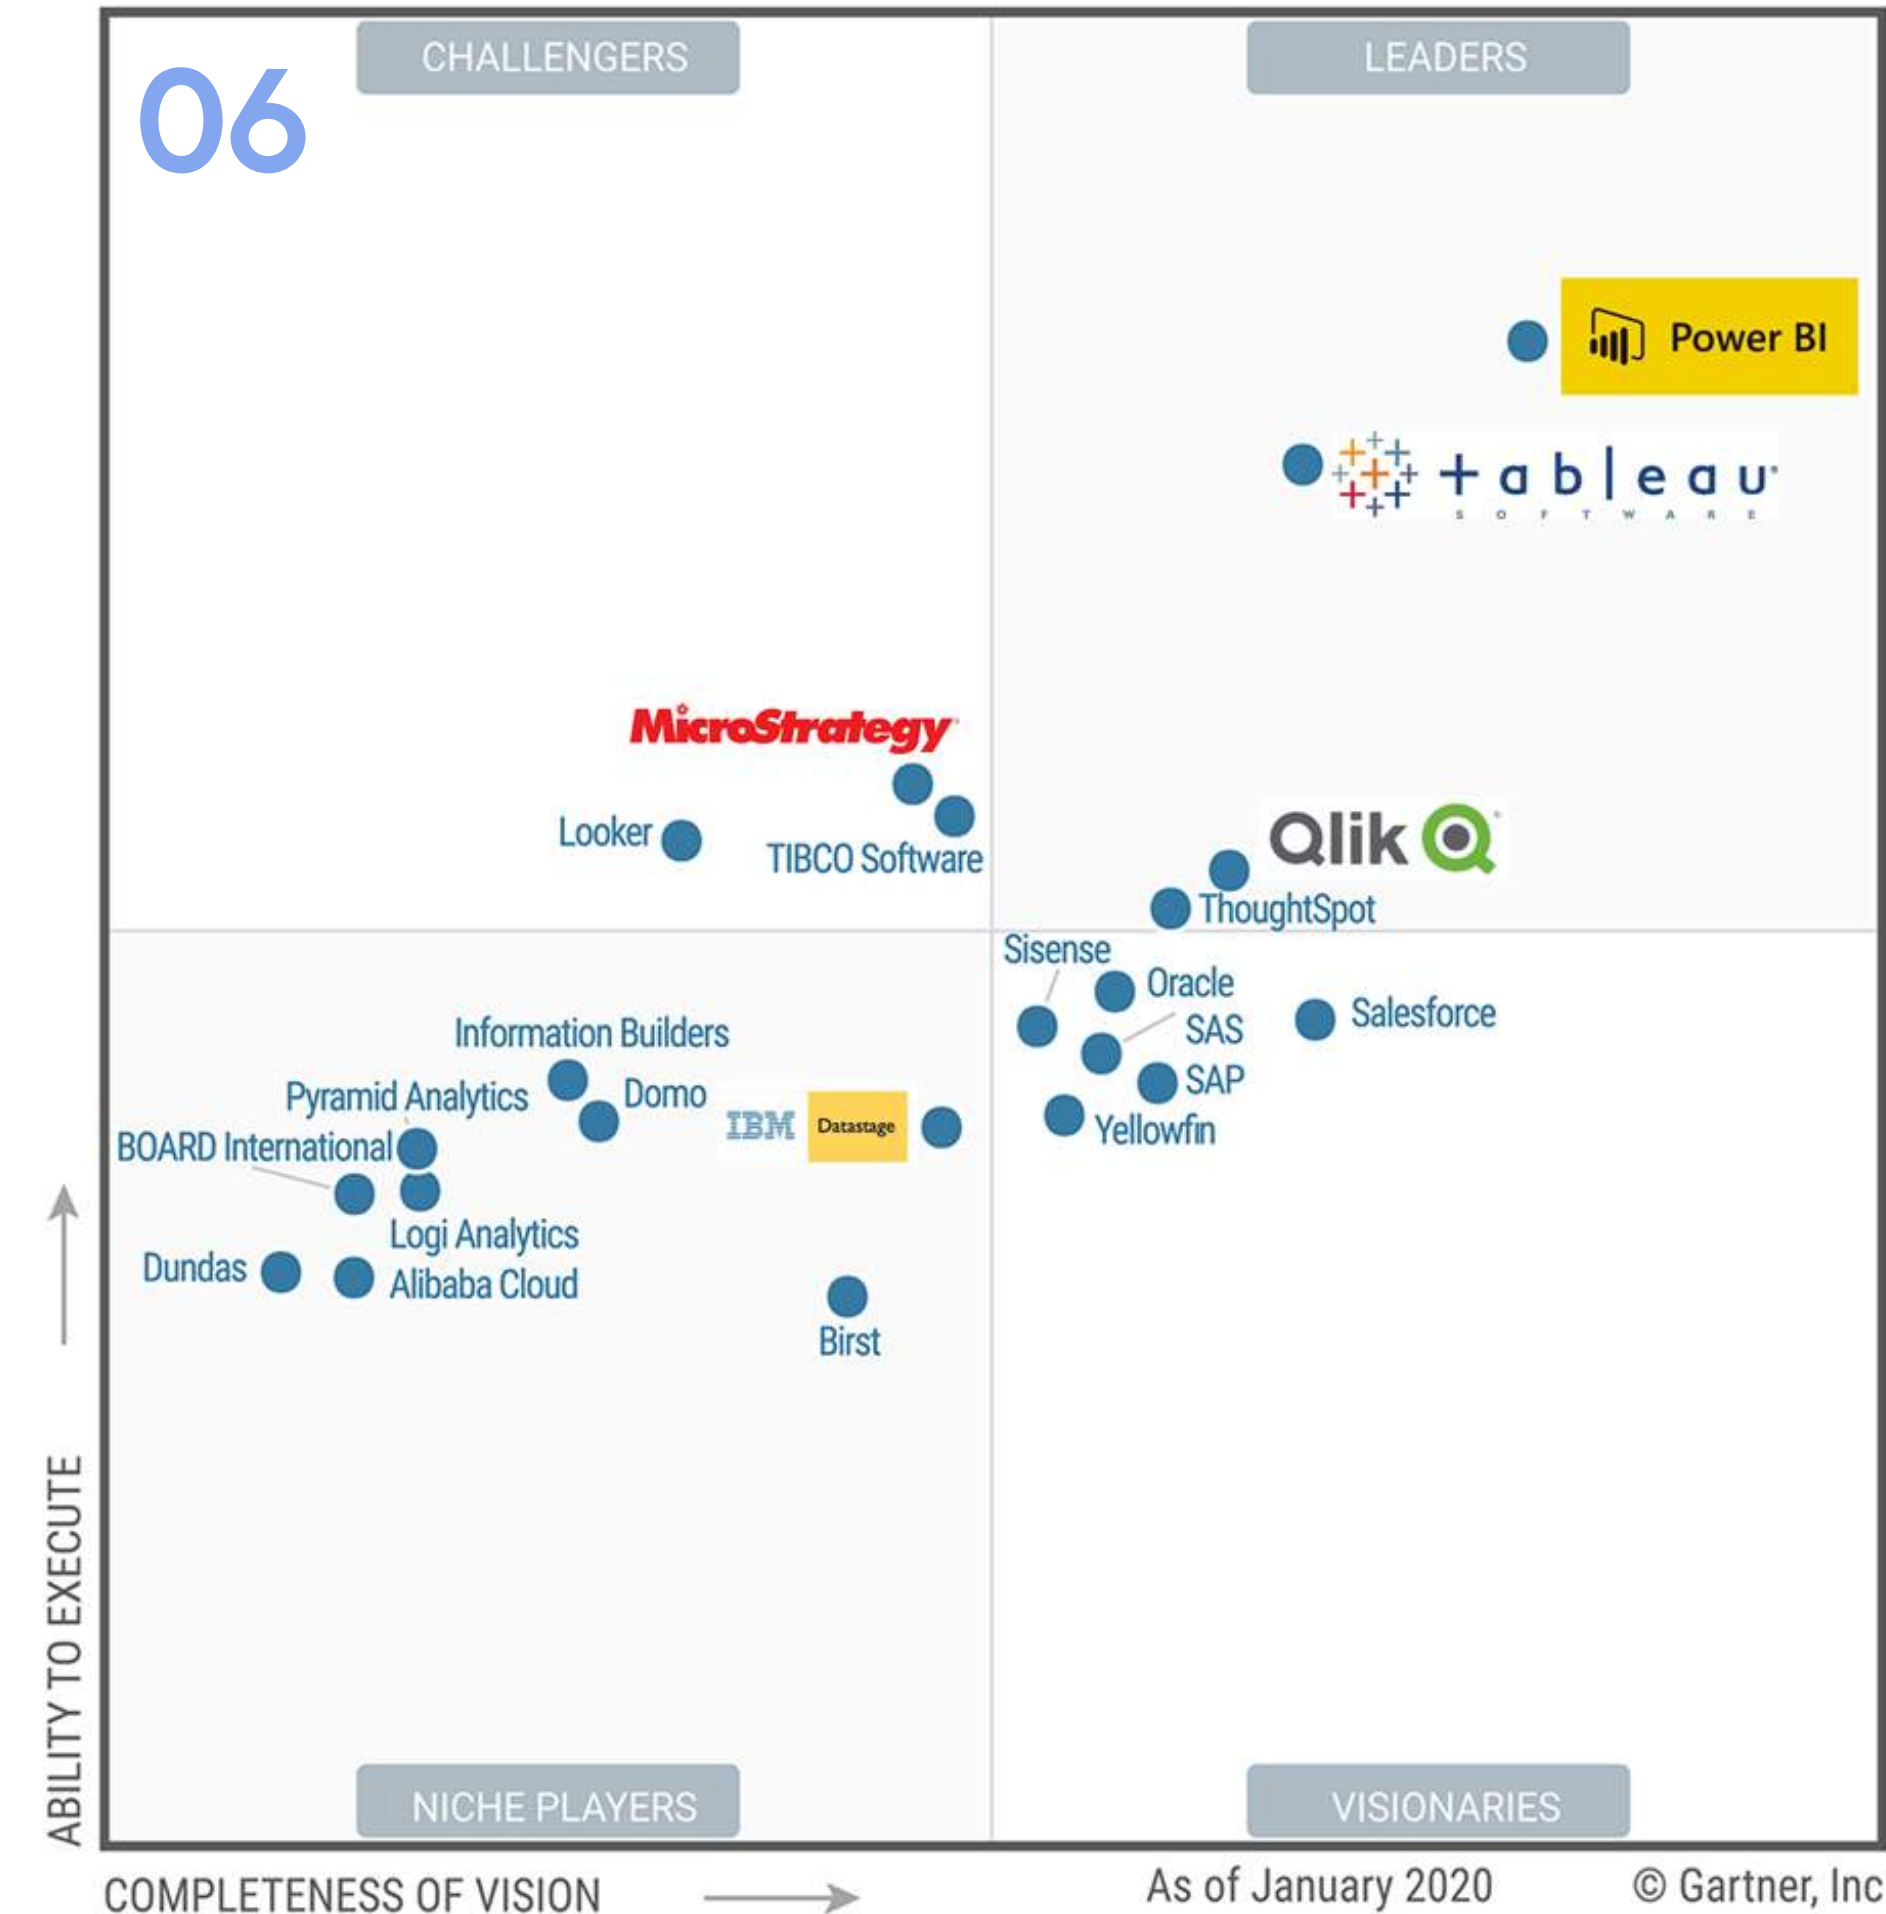 CHALLENGERS
LEADERS
06
Power BI
+ableau
SOFTWARE
MicroStrategy
Looker
TIBCO Software
Qlik
ThoughtSpot
Sisense
Oracle
SAS
Salesforce
SAP
Yellowfin
Information Builders
Domo
Pyramid Analytics
IBM
Datastage
BOARD International
Logi Analytics
Dundas
Alibaba Cloud
Birst
ABILITY TO EXECUTE
NICHE PLAYERS
VISIONARIES
COMPLETENESS OF VISION
As of January 2020
© Gartner, Inc